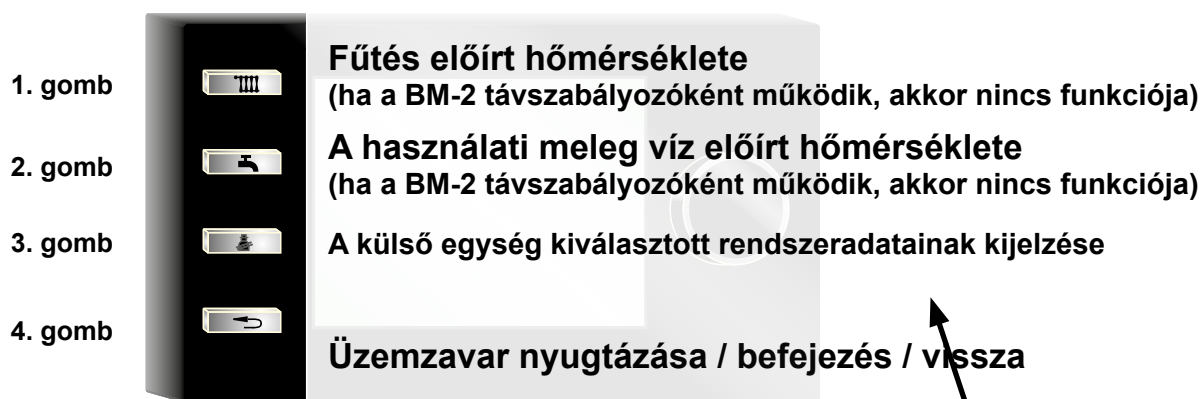 Fűtés előírt hőmérséklete
1. gomb
(ha a BM-2 távszabályozóként működik, akkor nincs funkciója)
A használati meleg víz előírt hőmérséklete
2. gomb
(ha a BM-2 távszabályozóként működik, akkor nincs funkciója)
3. gomb
A külső egység kiválasztott rendszeradatainak kijelzése
4. gomb
Üzemzavar nyugtázása / befejezés / vissza